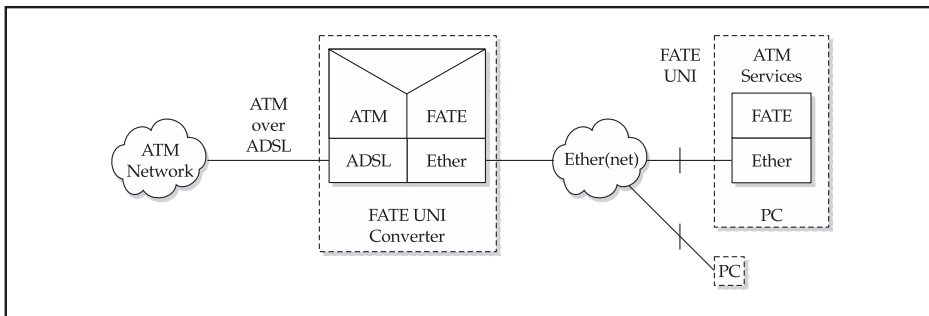 ATM
Network
ATM
over
ADSL
ATM
FATE
ADSL
Ether
FATE UNI
Converter
Ether(net)
FATE
UNI
ATM
Services
FATE
Ether
PC
PC